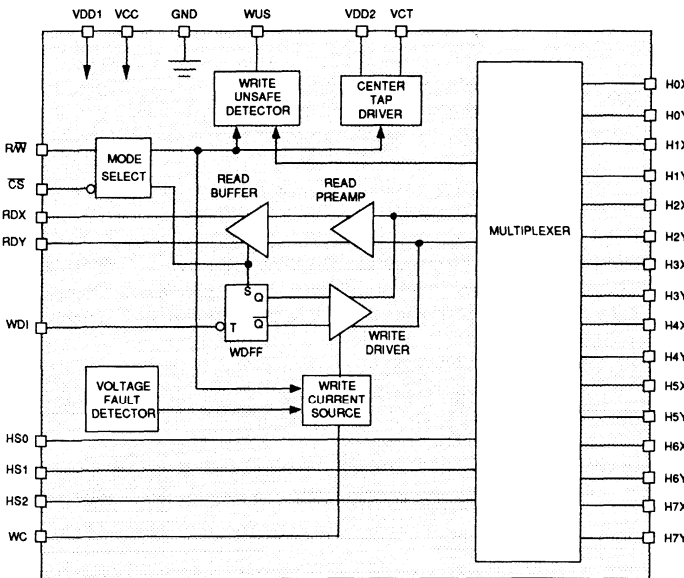 VDD1 VCC GND WUS VDD2 VCT
WRITE
UNSAFE
DETECTOR
CENTER
TAP
DRIVER
H0X
H0Y
R/W̅
MODE
SELECT
H1X
C̅S̅
READ
BUFFER
READ
PREAMP
H1Y
H2X
RDX
MULTIPLEXER
H2Y
RDY
H3X
H3Y
S
Q
WDI
T
Q̅
H4X
WRITE
DRIVER
WDFF
H4Y
VOLTAGE
FAULT
DETECTOR
WRITE
CURRENT
SOURCE
H5X
H5Y
HS0
H6X
HS1
H6Y
HS2
H7X
WC
H7Y